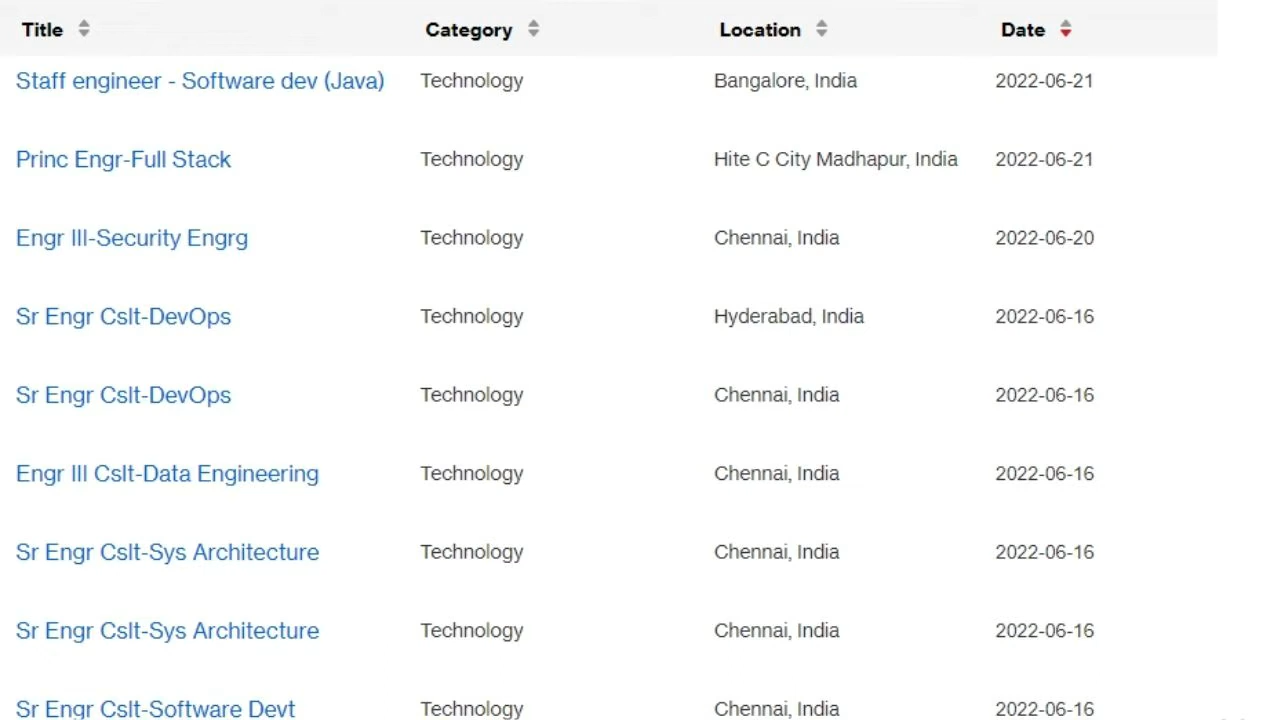 Title Category Location Date
Staff engineer - Software dev (Java) Technology Bangalore, India 2022-06-21
Princ Engr-Full Stack Technology Hite C City Madhapur, India 2022-06-21
Engr III-Security Engrg Technology Chennai, India 2022-06-20
Sr Engr Cslt-DevOps Technology Hyderabad, India 2022-06-16
Sr Engr Cslt-DevOps Technology Chennai, India 2022-06-16
Engr III Cslt-Data Engineering Technology Chennai, India 2022-06-16
Sr Engr Cslt-Sys Architecture Technology Chennai, India 2022-06-16
Sr Engr Cslt-Sys Architecture Technology Chennai, India 2022-06-16
Sr Engr Cslt-Software Devt Technology Chennai, India 2022-06-16